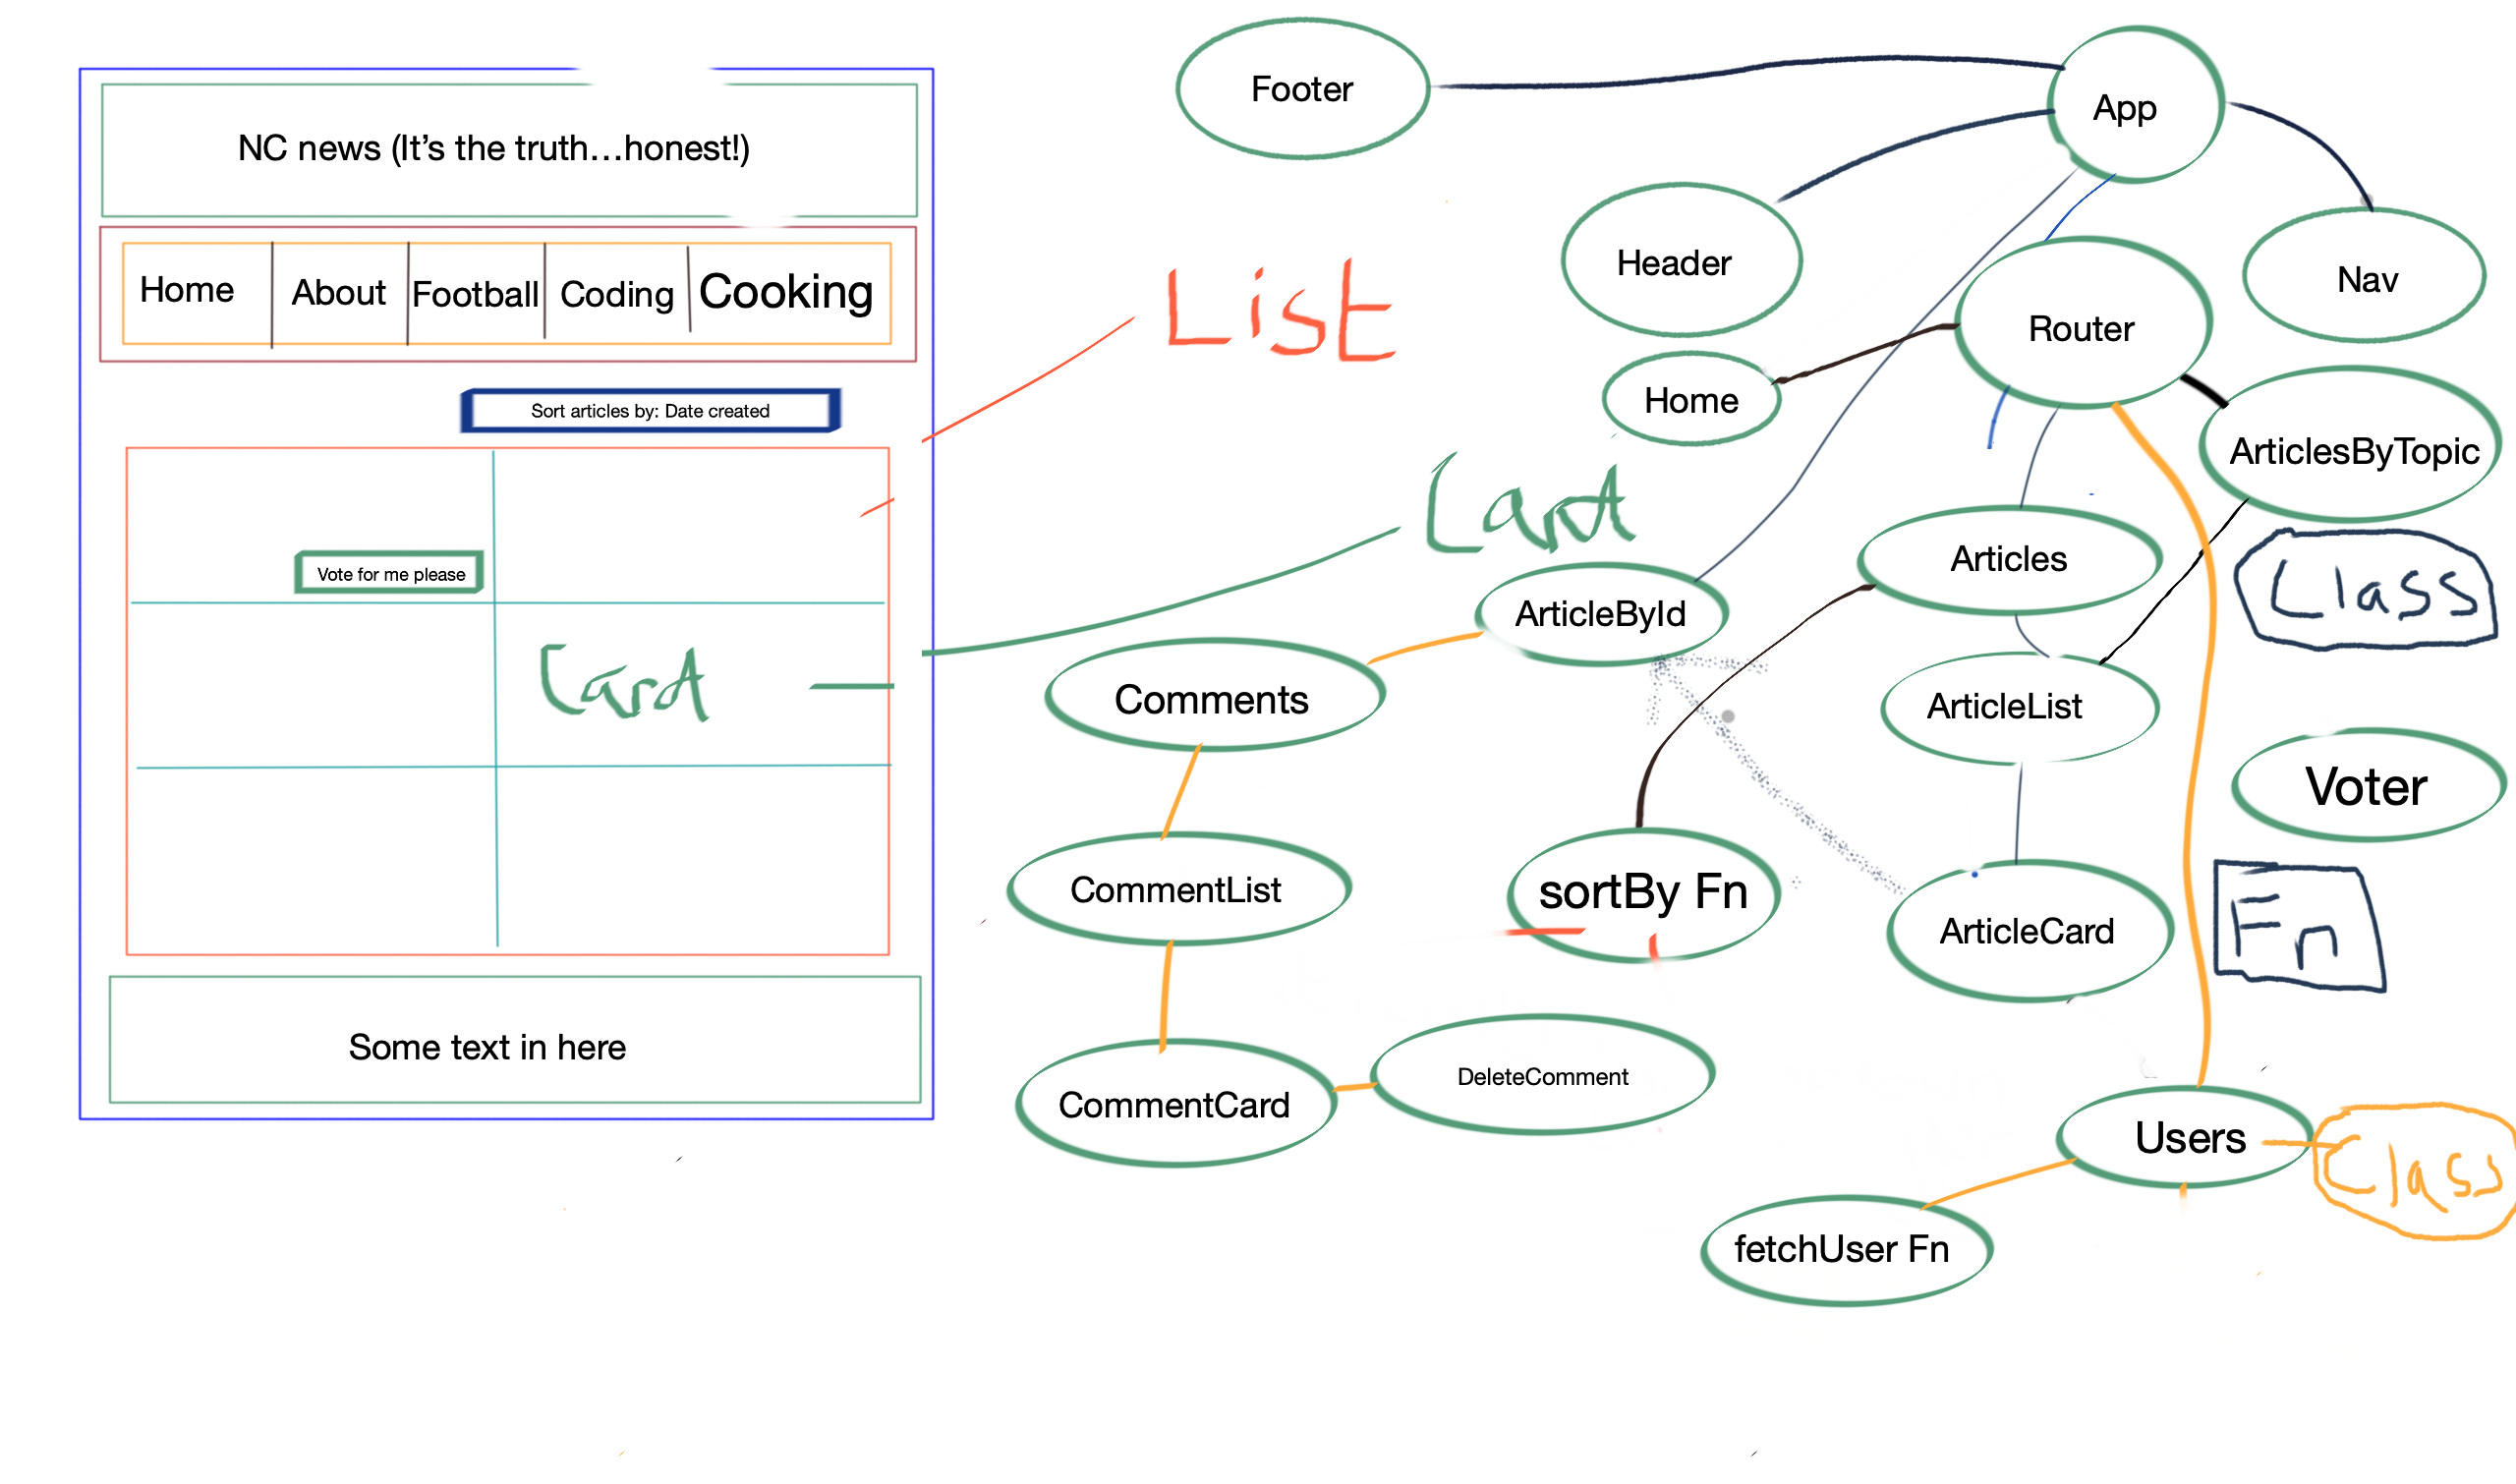 NC news (It's the truth...honest!)
Home
About
Football
Coding
Cooking
Sort articles by: Date created
Vote for me please
Card
Some text in here
List
Card
Footer
App
Header
Nav
Router
Home
ArticlesByTopic
Articles
Class
ArticleById
Comments
ArticleList
Voter
CommentList
sortBy Fn
ArticleCard
Fn
DeleteComment
CommentCard
Users
Class
fetchUser Fn